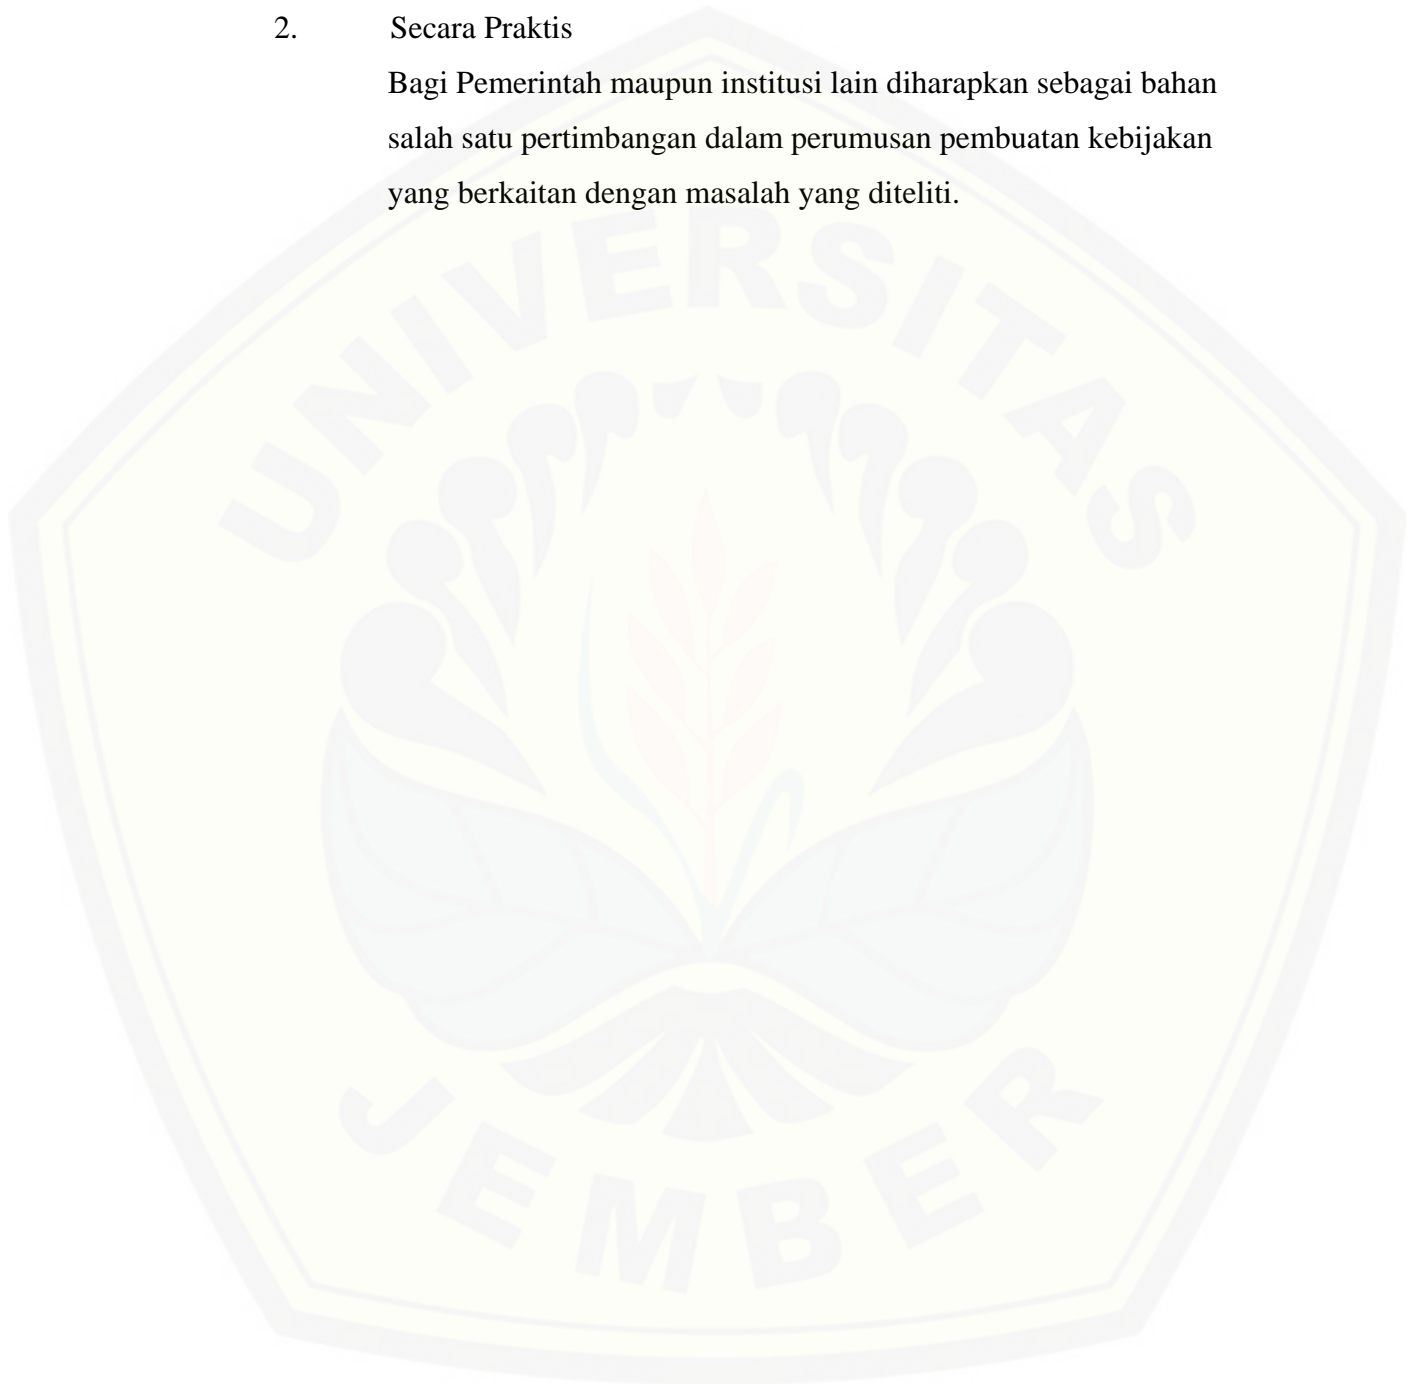 2. Secara Praktis
Bagi Pemerintah maupun institusi lain diharapkan sebagai bahan
salah satu pertimbangan dalam perumusan pembuatan kebijakan
yang berkaitan dengan masalah yang diteliti.
UNIVERSITAS
JEMBER